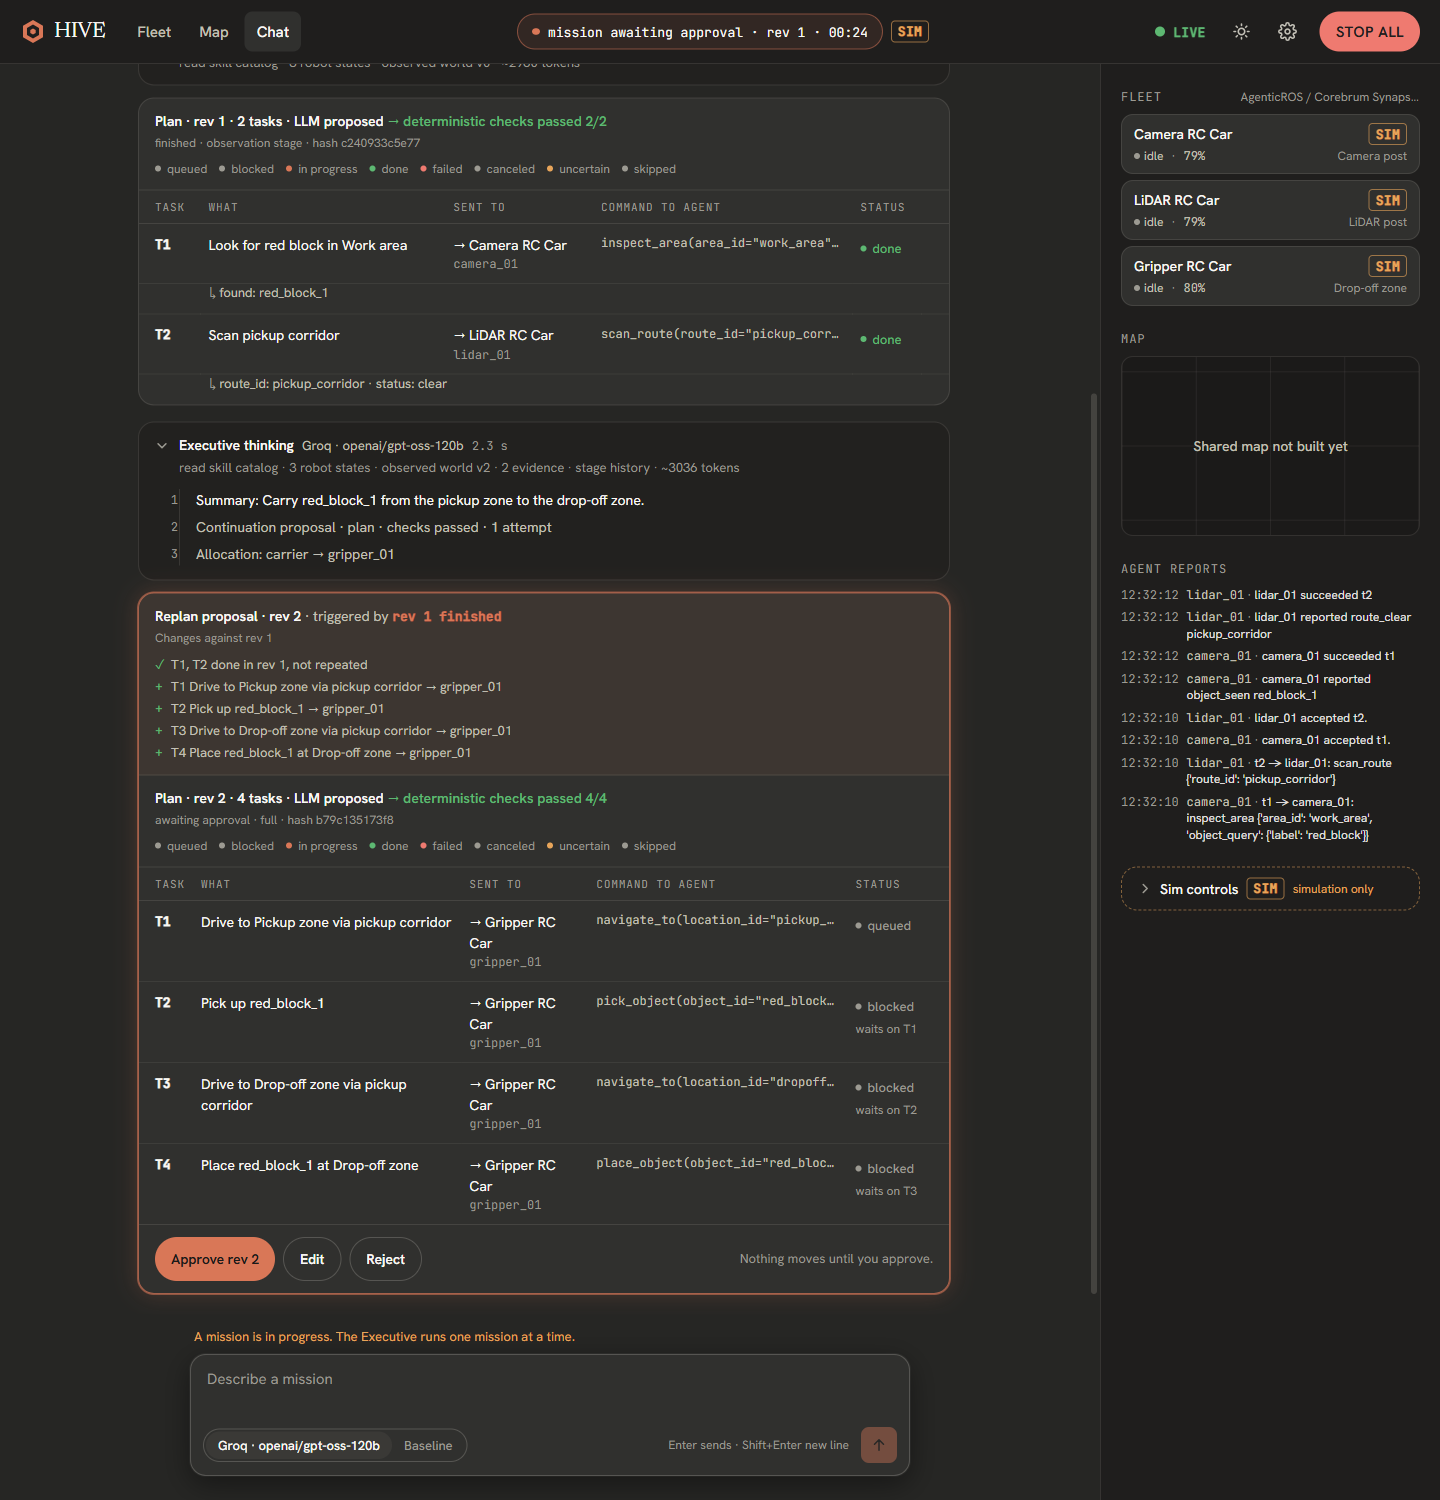 HIVE
Fleet
Map
Chat
mission awaiting approval · rev 1 · 00:24
SIM
LIVE
STOP ALL
Plan · rev 1 · 2 tasks · LLM proposed → deterministic checks passed 2/2
finished · observation stage · hash c240933c5e77
queued blocked in progress done failed canceled uncertain skipped
TASK WHAT SENT TO COMMAND TO AGENT STATUS
T1 Look for red block in Work area → Camera RC Car inspect_area(area_id="work_area"… done
camera_01
↳ found: red_block_1
T2 Scan pickup corridor → LiDAR RC Car scan_route(route_id="pickup_corr… done
lidar_01
↳ route_id: pickup_corridor · status: clear
Executive thinking Groq · openai/gpt-oss-120b 2.3 s
read skill catalog · 3 robot states · observed world v2 · 2 evidence · stage history · ~3036 tokens
1 Summary: Carry red_block_1 from the pickup zone to the drop-off zone.
2 Continuation proposal · plan · checks passed · 1 attempt
3 Allocation: carrier → gripper_01
Replan proposal · rev 2 · triggered by rev 1 finished
Changes against rev 1
✓ T1, T2 done in rev 1, not repeated
+ T1 Drive to Pickup zone via pickup corridor → gripper_01
+ T2 Pick up red_block_1 → gripper_01
+ T3 Drive to Drop-off zone via pickup corridor → gripper_01
+ T4 Place red_block_1 at Drop-off zone → gripper_01
Plan · rev 2 · 4 tasks · LLM proposed → deterministic checks passed 4/4
awaiting approval · full · hash b79c135173f8
queued blocked in progress done failed canceled uncertain skipped
TASK WHAT SENT TO COMMAND TO AGENT STATUS
T1 Drive to Pickup zone via pickup corridor → Gripper RC navigate_to(location_id="pickup_… queued
Car
gripper_01
T2 Pick up red_block_1 → Gripper RC pick_object(object_id="red_block… blocked
Car waits on T1
gripper_01
T3 Drive to Drop-off zone via pickup → Gripper RC navigate_to(location_id="dropoff… blocked
corridor Car waits on T2
gripper_01
T4 Place red_block_1 at Drop-off zone → Gripper RC place_object(object_id="red_bloc… blocked
Car waits on T3
gripper_01
Approve rev 2
Edit
Reject
Nothing moves until you approve.
A mission is in progress. The Executive runs one mission at a time.
Describe a mission
Groq · openai/gpt-oss-120b
Baseline
Enter sends · Shift+Enter new line
FLEET AgenticROS / Corebrum Synaps…
Camera RC Car SIM
idle · 79% Camera post
LiDAR RC Car SIM
idle · 79% LiDAR post
Gripper RC Car SIM
idle · 80% Drop-off zone
MAP
Shared map not built yet
AGENT REPORTS
12:32:12 lidar_01 · lidar_01 succeeded t2
12:32:12 lidar_01 · lidar_01 reported route_clear
pickup_corridor
12:32:12 camera_01 · camera_01 succeeded t1
12:32:12 camera_01 · camera_01 reported
object_seen red_block_1
12:32:10 lidar_01 · lidar_01 accepted t2.
12:32:10 camera_01 · camera_01 accepted t1.
12:32:10 lidar_01 · t2 → lidar_01: scan_route
{'route_id': 'pickup_corridor'}
12:32:10 camera_01 · t1 → camera_01:
inspect_area {'area_id': 'work_area',
'object_query': {'label': 'red_block'}}
Sim controls SIM simulation only